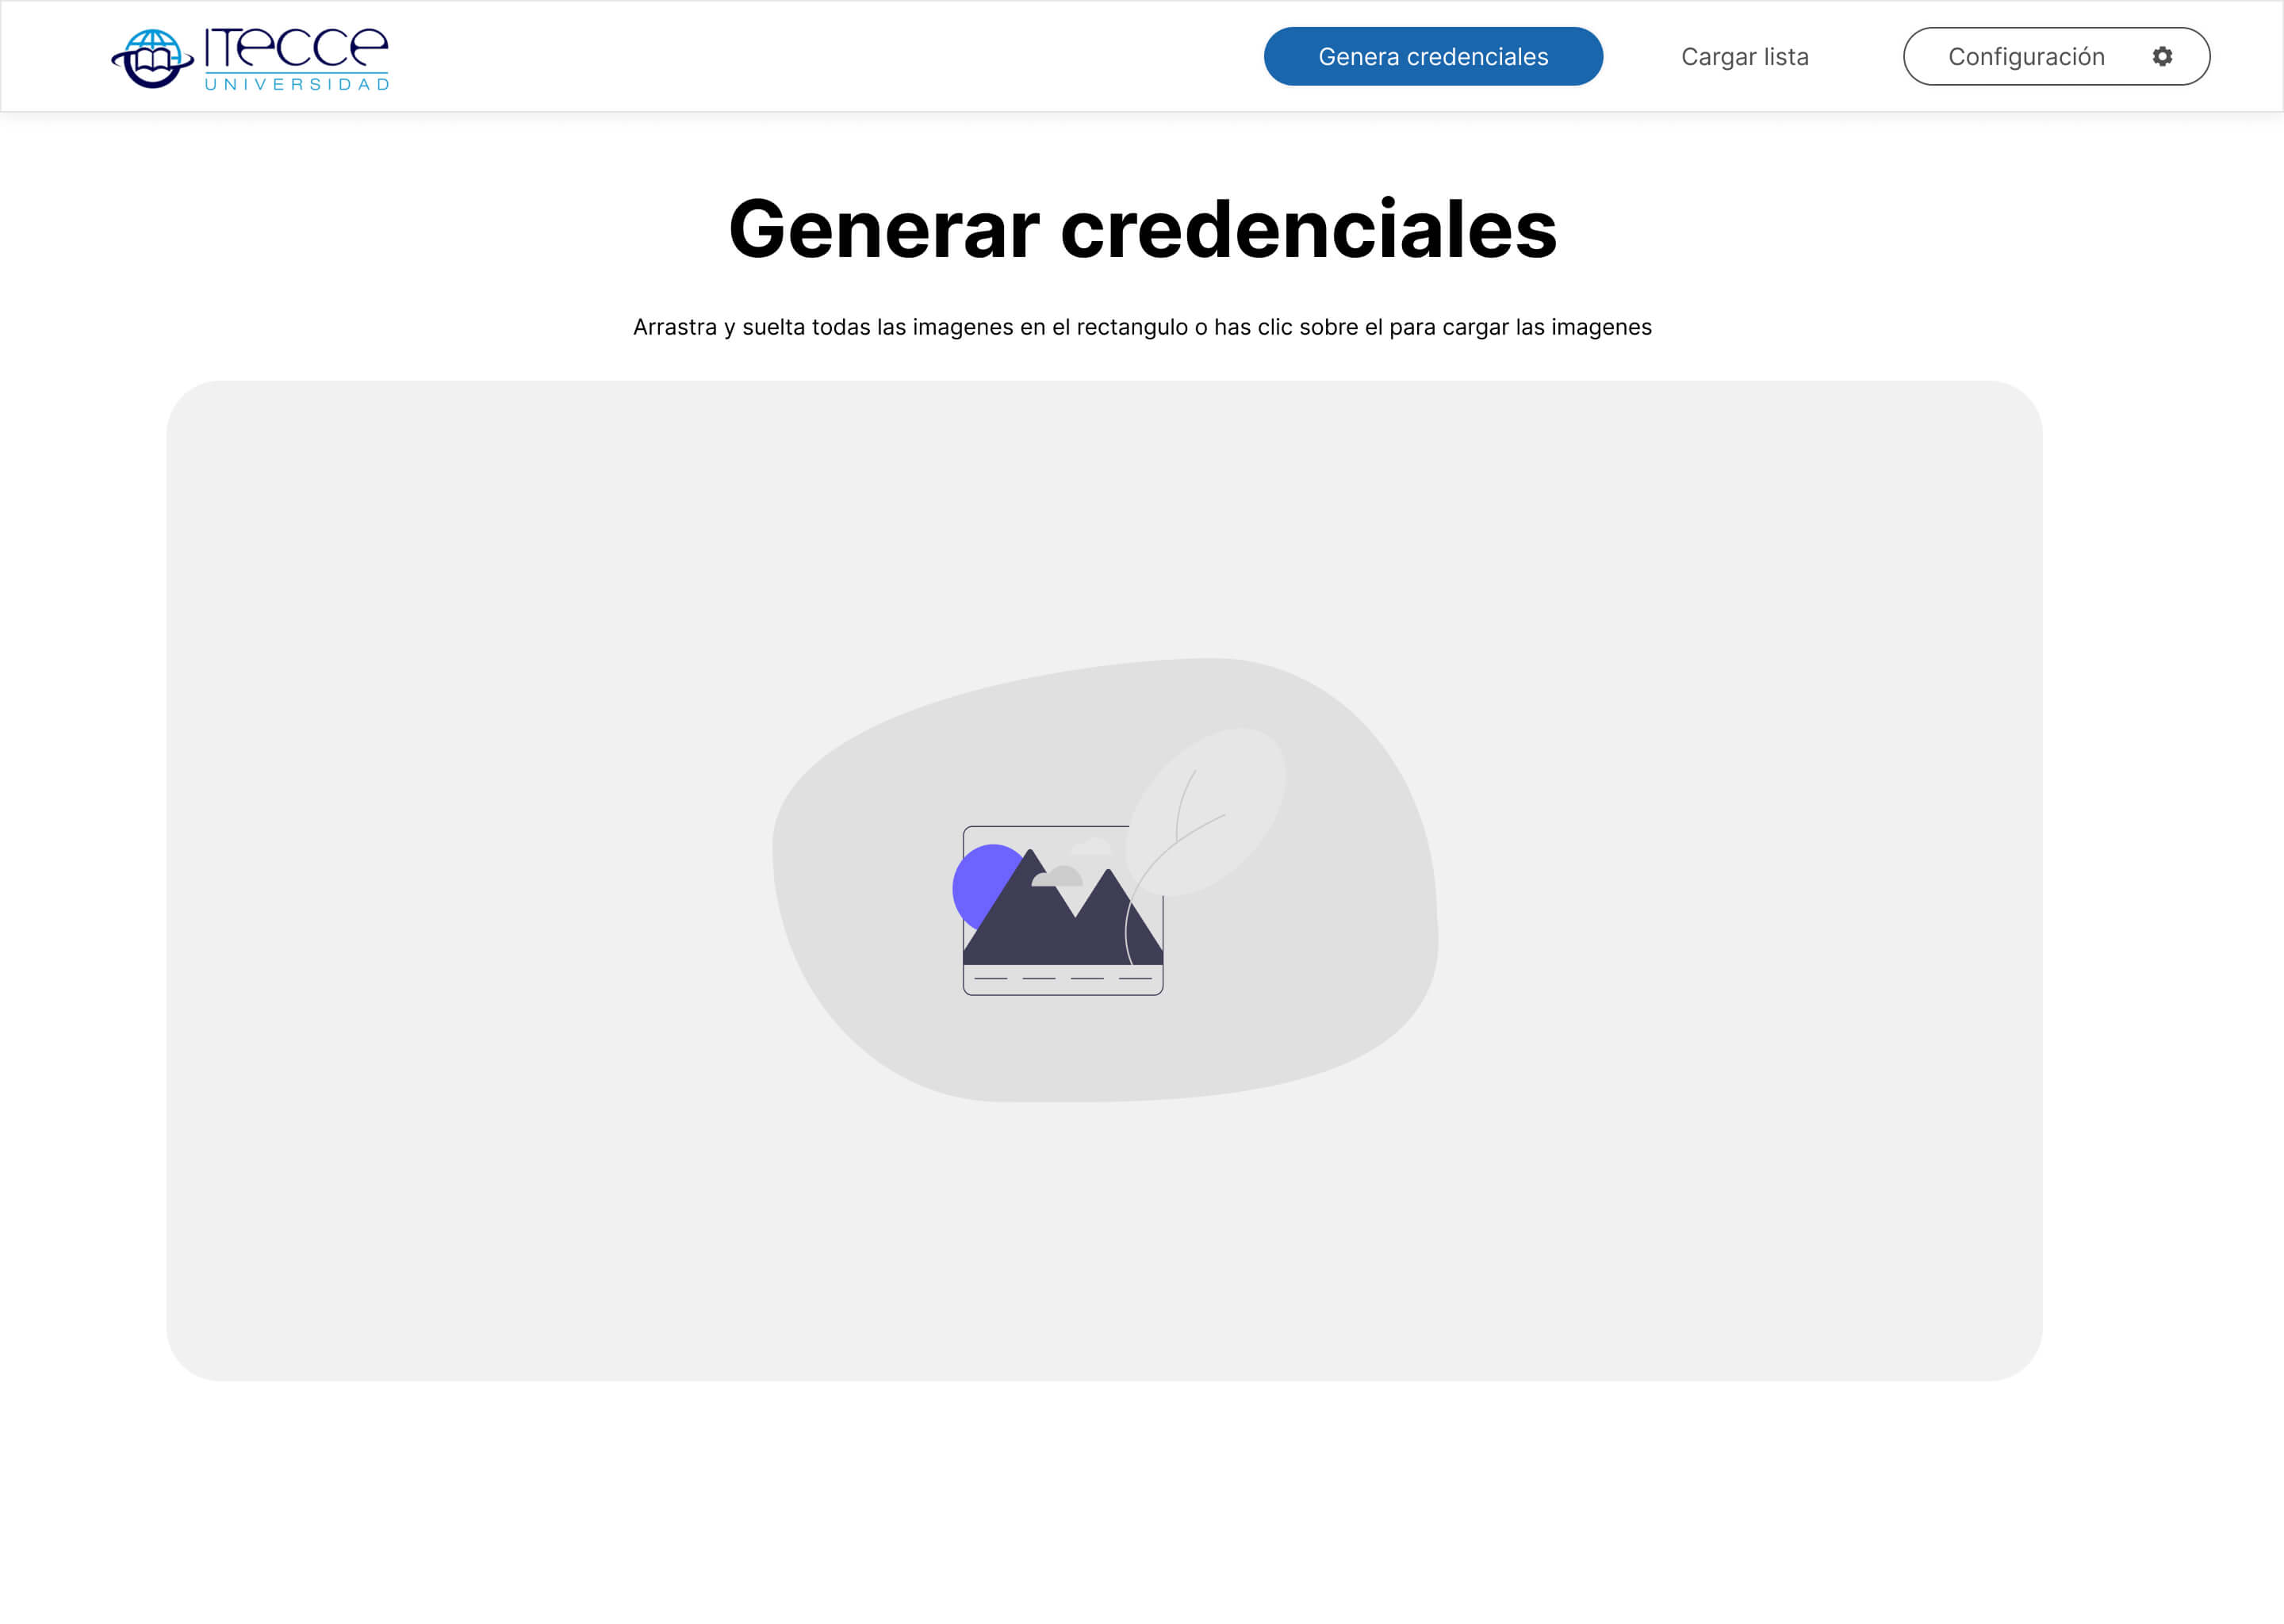 ITECCE
UNIVERSIDAD
Genera credenciales
Cargar lista
Configuración
Generar credenciales
Arrastra y suelta todas las imagenes en el rectangulo o has clic sobre el para cargar las imagenes